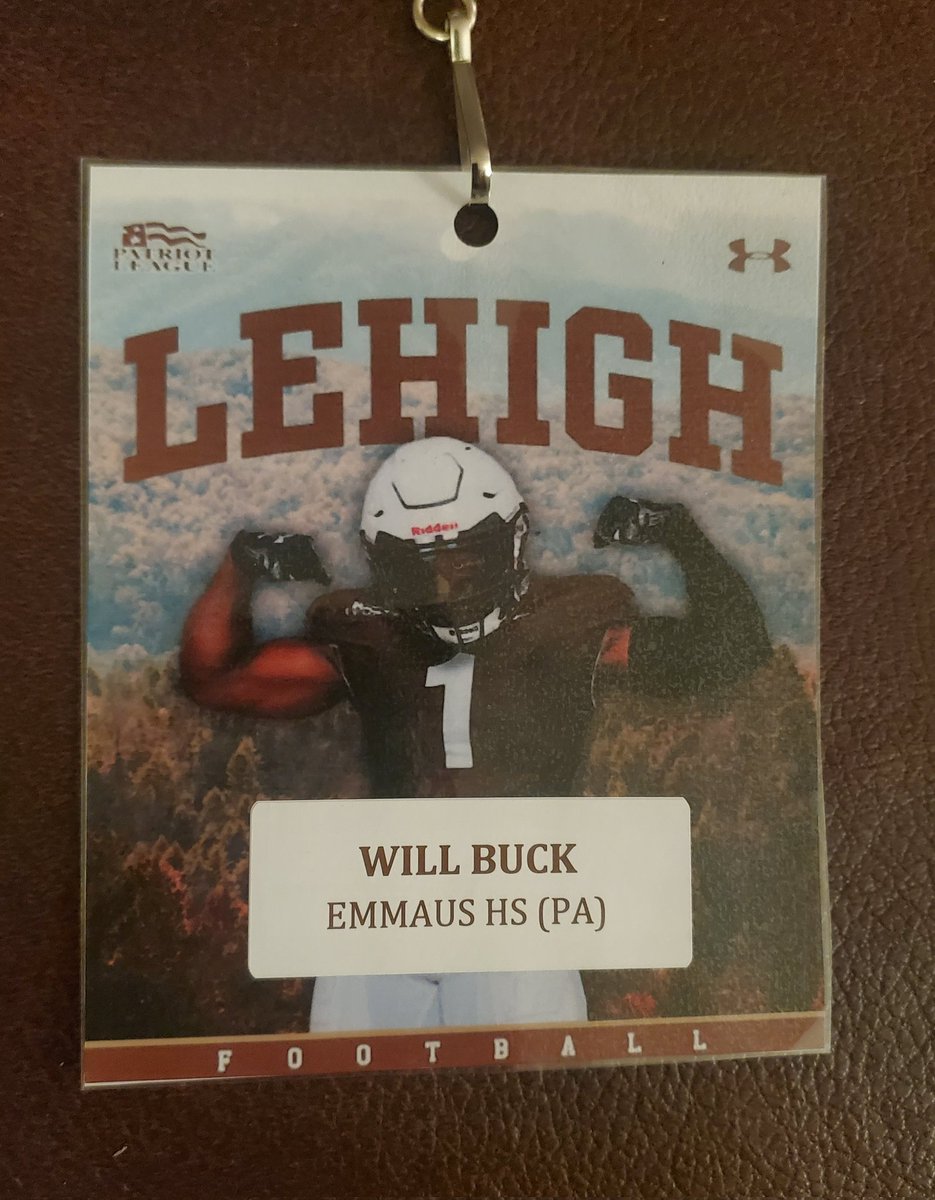 PATRIOT
LEAGUE
LEHIGH
Riddell
1
WILL BUCK
EMMAUS HS (PA)
FOOTBALL